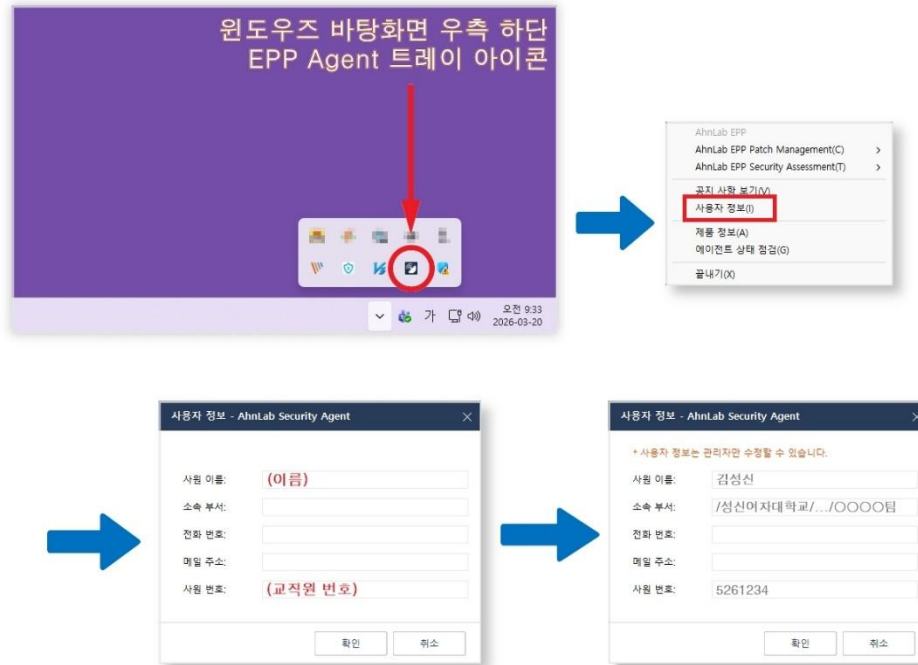 윈도우즈 바탕화면 우측 하단
EPP Agent 트레이 아이콘
가
오전 9:33
2026-03-20
AhnLab EPP
AhnLab EPP Patch Management(C)
AhnLab EPP Security Assessment(T)
공지 사항 보기(V)
사용자 정보(I)
제품 정보(A)
에이전트 상태 점검(G)
끝내기(X)
사용자 정보 - AhnLab Security Agent
사원 이름: (이름)
소속 부서:
전화 번호:
메일 주소:
사원 번호: (교직원 번호)
확인 취소
사용자 정보 - AhnLab Security Agent
* 사용자 정보는 관리자만 수정할 수 있습니다.
사원 이름: 김성신
소속 부서: /성신여자대학교/.../OOOO팀
전화 번호:
메일 주소:
사원 번호: 5261234
확인 취소